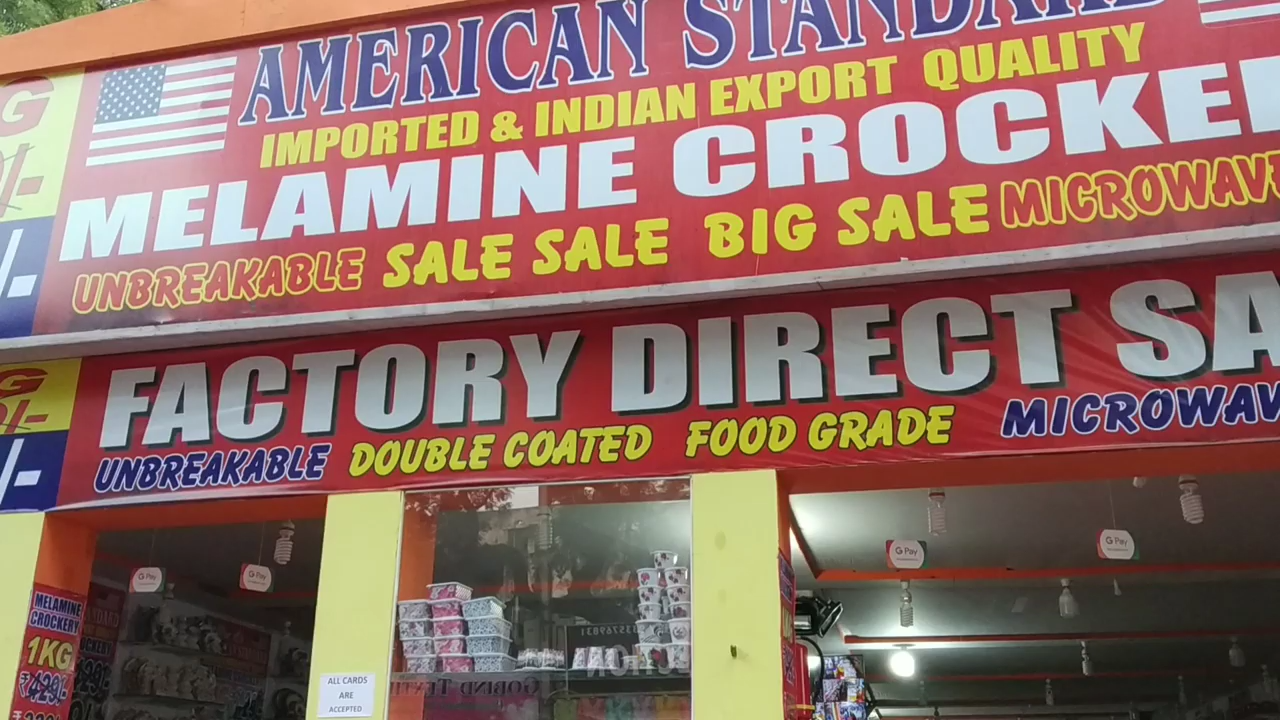 AMERICAN STANDARD
IMPORTED & INDIAN EXPORT QUALITY
MELAMINE CROCKE
UNBREAKABLE SALE SALE BIG SALE MICROWAV
G
/-
/-
FACTORY DIRECT SA
UNBREAKABLE DOUBLE COATED FOOD GRADE MICROWAV
G
/-
/-
G Pay
G Pay
G Pay
G Pay
MELAMINE
CROCKERY
1KG
₹429/-
ALL CARDS
ARE
ACCEPTED